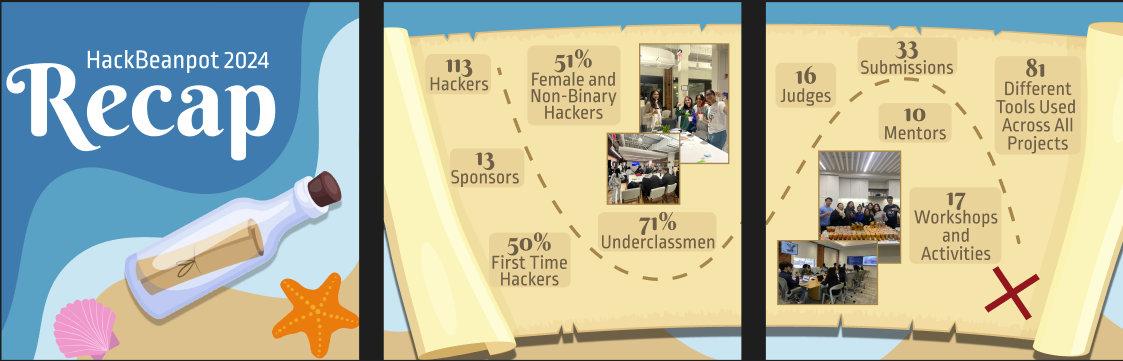 HackBeanpot 2024
Recap
113
Hackers
51%
Female and
Non-Binary
Hackers
13
Sponsors
71%
Underclassmen
50%
First Time
Hackers
16
Judges
33
Submissions
10
Mentors
81
Different
Tools Used
Across All
Projects
17
Workshops
and
Activities